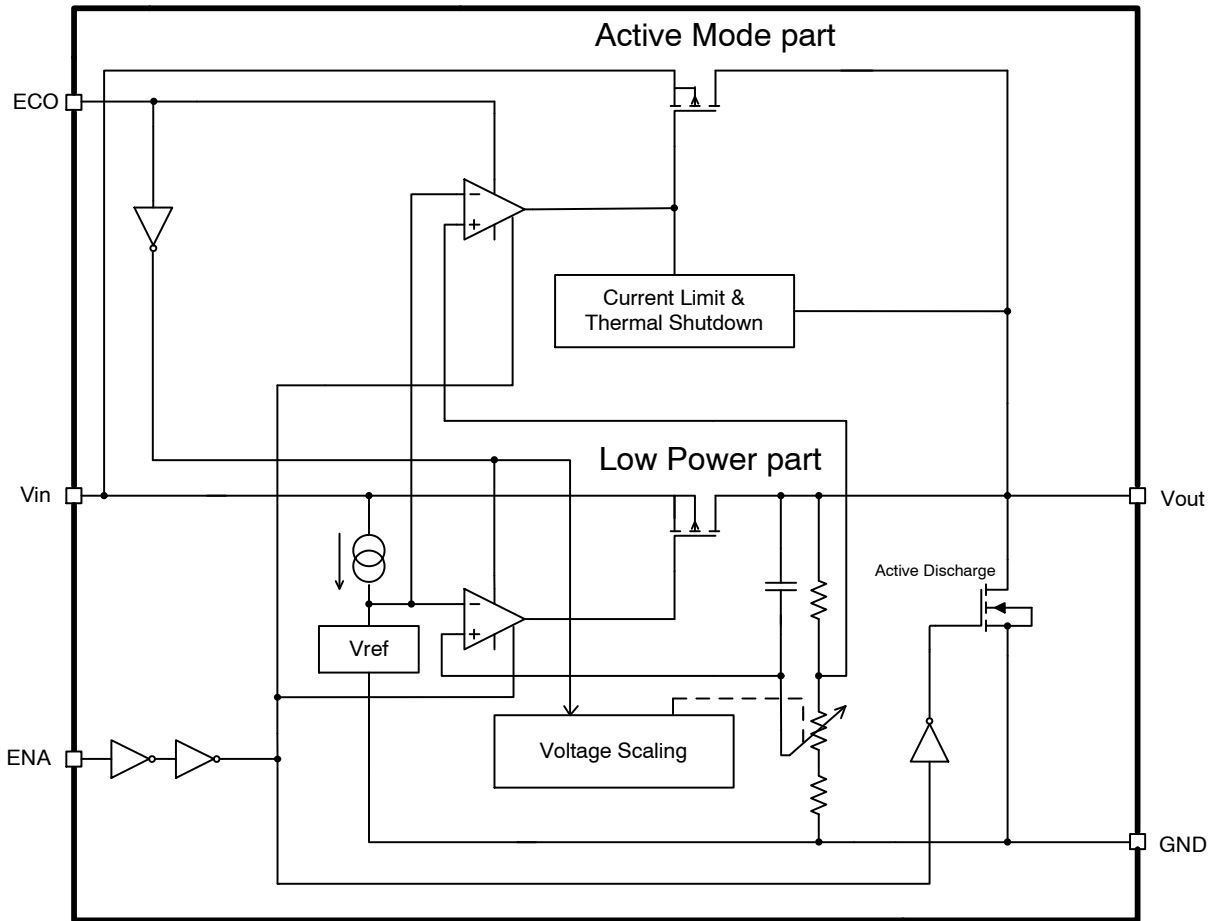 Active Mode part
ECO
−
+
Current Limit &
Thermal Shutdown
Low Power part
Vin
Vout
Active Discharge
−
+
Vref
Voltage Scaling
ENA
GND